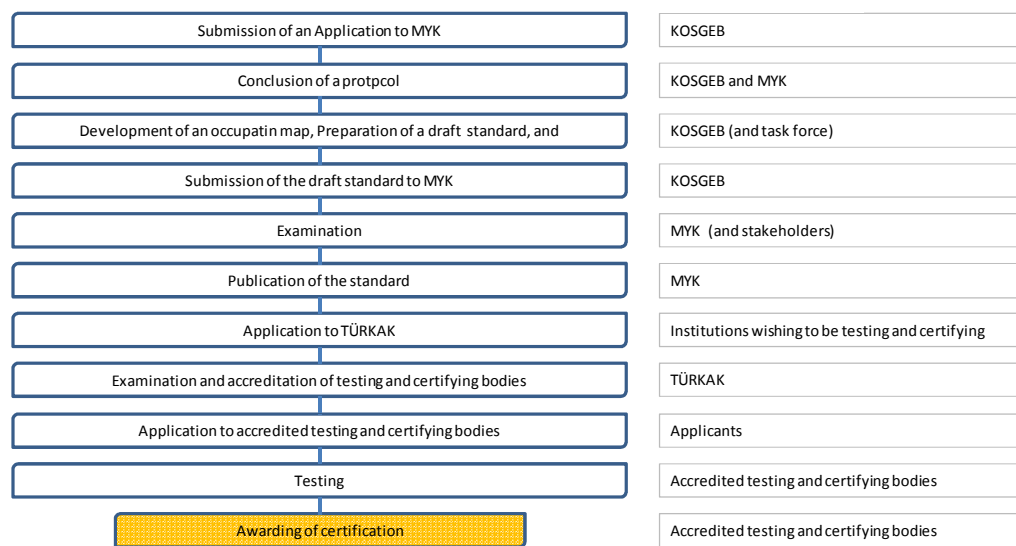 Submission of an Application to MYK
KOSGEB
Conclusion of a protpcol
KOSGEB and MYK
Development of an occupatin map, Preparation of a draft standard, and
KOSGEB (and task force)
Submission of the draft standard to MYK
KOSGEB
Examination
MYK (and stakeholders)
Publication of the standard
MYK
Application to TÜRKAK
Institutions wishing to be testing and certifying
Examination and accreditation of testing and certifying bodies
TÜRKAK
Application to accredited testing and certifying bodies
Applicants
Testing
Accredited testing and certifying bodies
Awarding of certification
Accredited testing and certifying bodies